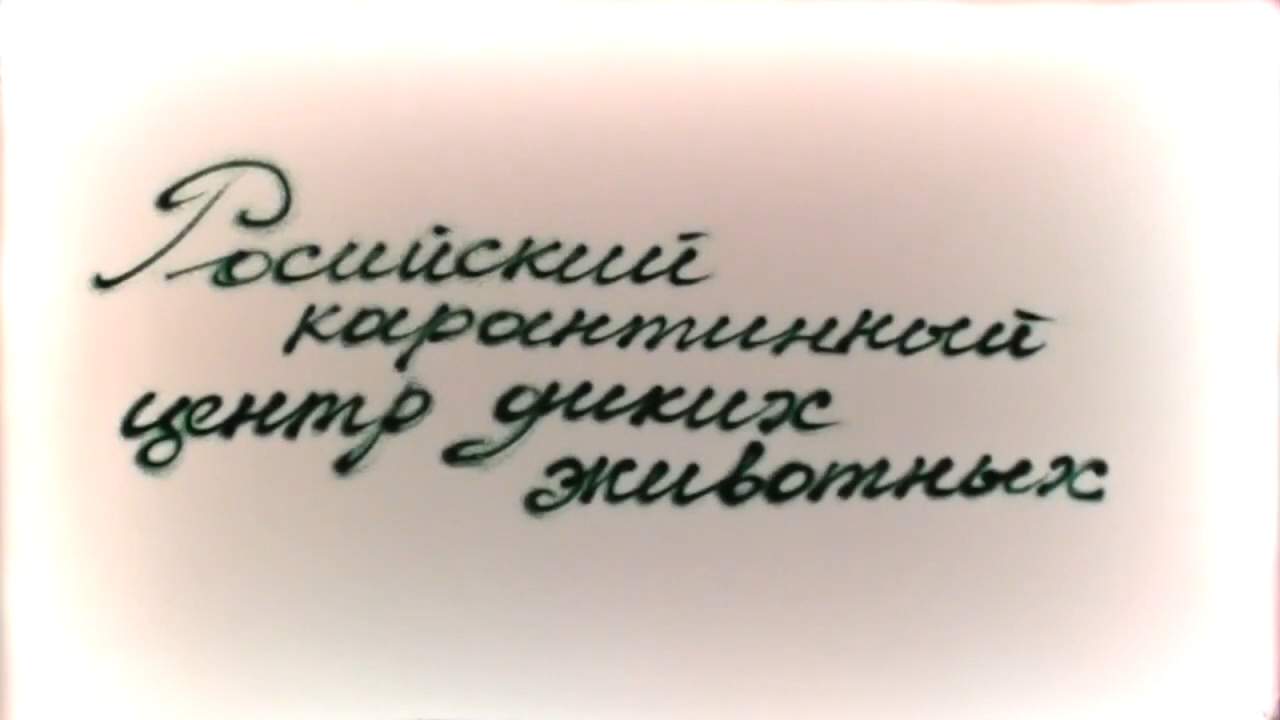 Росийский
карантинный
центр диких
животных